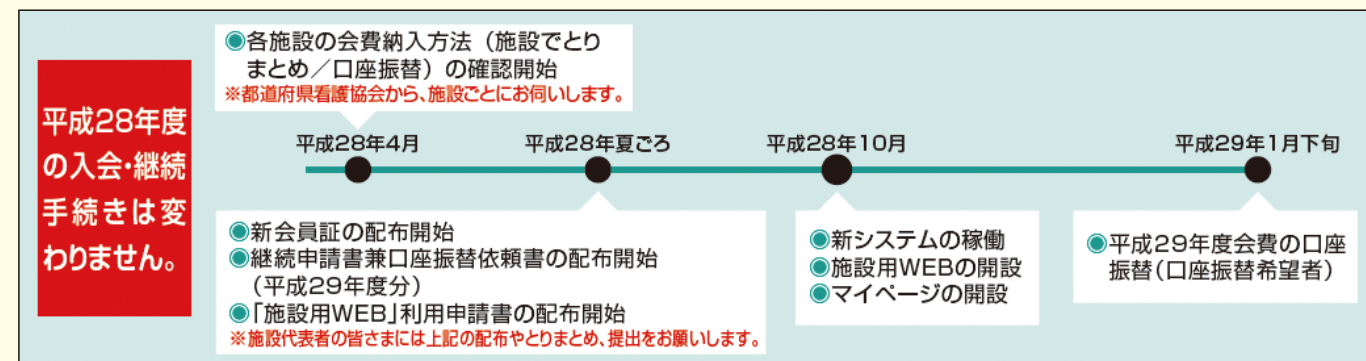 平成28年度
の入会・継続
手続きは変
わりません。
◉各施設の会費納入方法（施設でとり
まとめ／口座振替）の確認開始
※都道府県看護協会から、施設ごとにお伺いします。
平成28年4月
平成28年夏ごろ
平成28年10月
平成29年1月下旬
◉新会員証の配布開始
◉継続申請書兼口座振替依頼書の配布開始
（平成29年度分）
◉「施設用WEB」利用申請書の配布開始
※施設代表者の皆さまには上記の配布やとりまとめ、提出をお願いします。
◉新システムの稼働
◉施設用WEBの開設
◉マイページの開設
◉平成29年度会費の口座
振替（口座振替希望者）